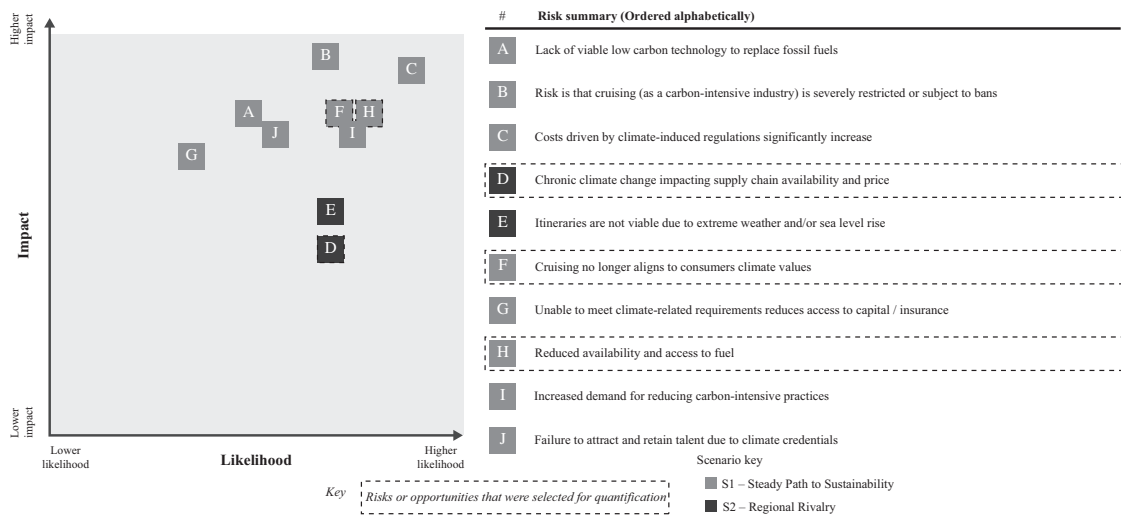 Higher
impact
B
C
A
F
H
J
I
G
E
D
Impact
Lower
impact
Lower
likelihood
Likelihood
Higher
likelihood
# Risk summary (Ordered alphabetically)
A Lack of viable low carbon technology to replace fossil fuels
B Risk is that cruising (as a carbon-intensive industry) is severely restricted or subject to bans
C Costs driven by climate-induced regulations significantly increase
D Chronic climate change impacting supply chain availability and price
E Itineraries are not viable due to extreme weather and/or sea level rise
F Cruising no longer aligns to consumers climate values
G Unable to meet climate-related requirements reduces access to capital / insurance
H Reduced availability and access to fuel
I Increased demand for reducing carbon-intensive practices
J Failure to attract and retain talent due to climate credentials
Key
Risks or opportunities that were selected for quantification
Scenario key
S1 – Steady Path to Sustainability
S2 – Regional Rivalry